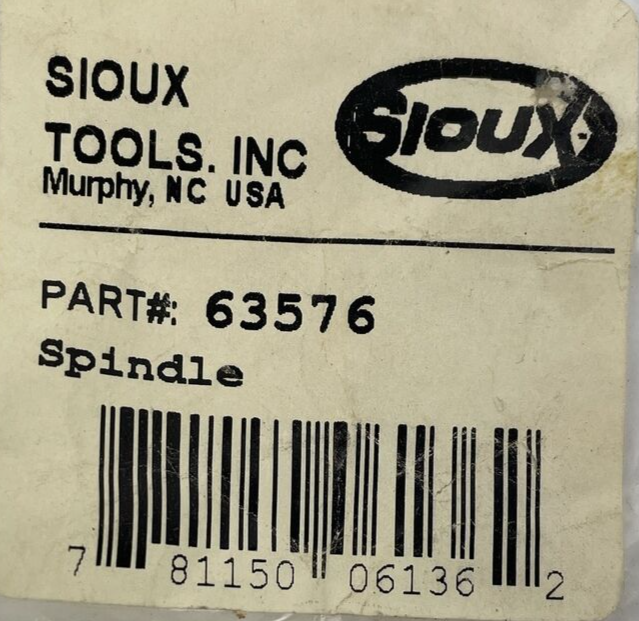 SIOUX
TOOLS. INC
Murphy, NC USA
SIOUX
PART#: 63576
Spindle
7 81150 06136 2